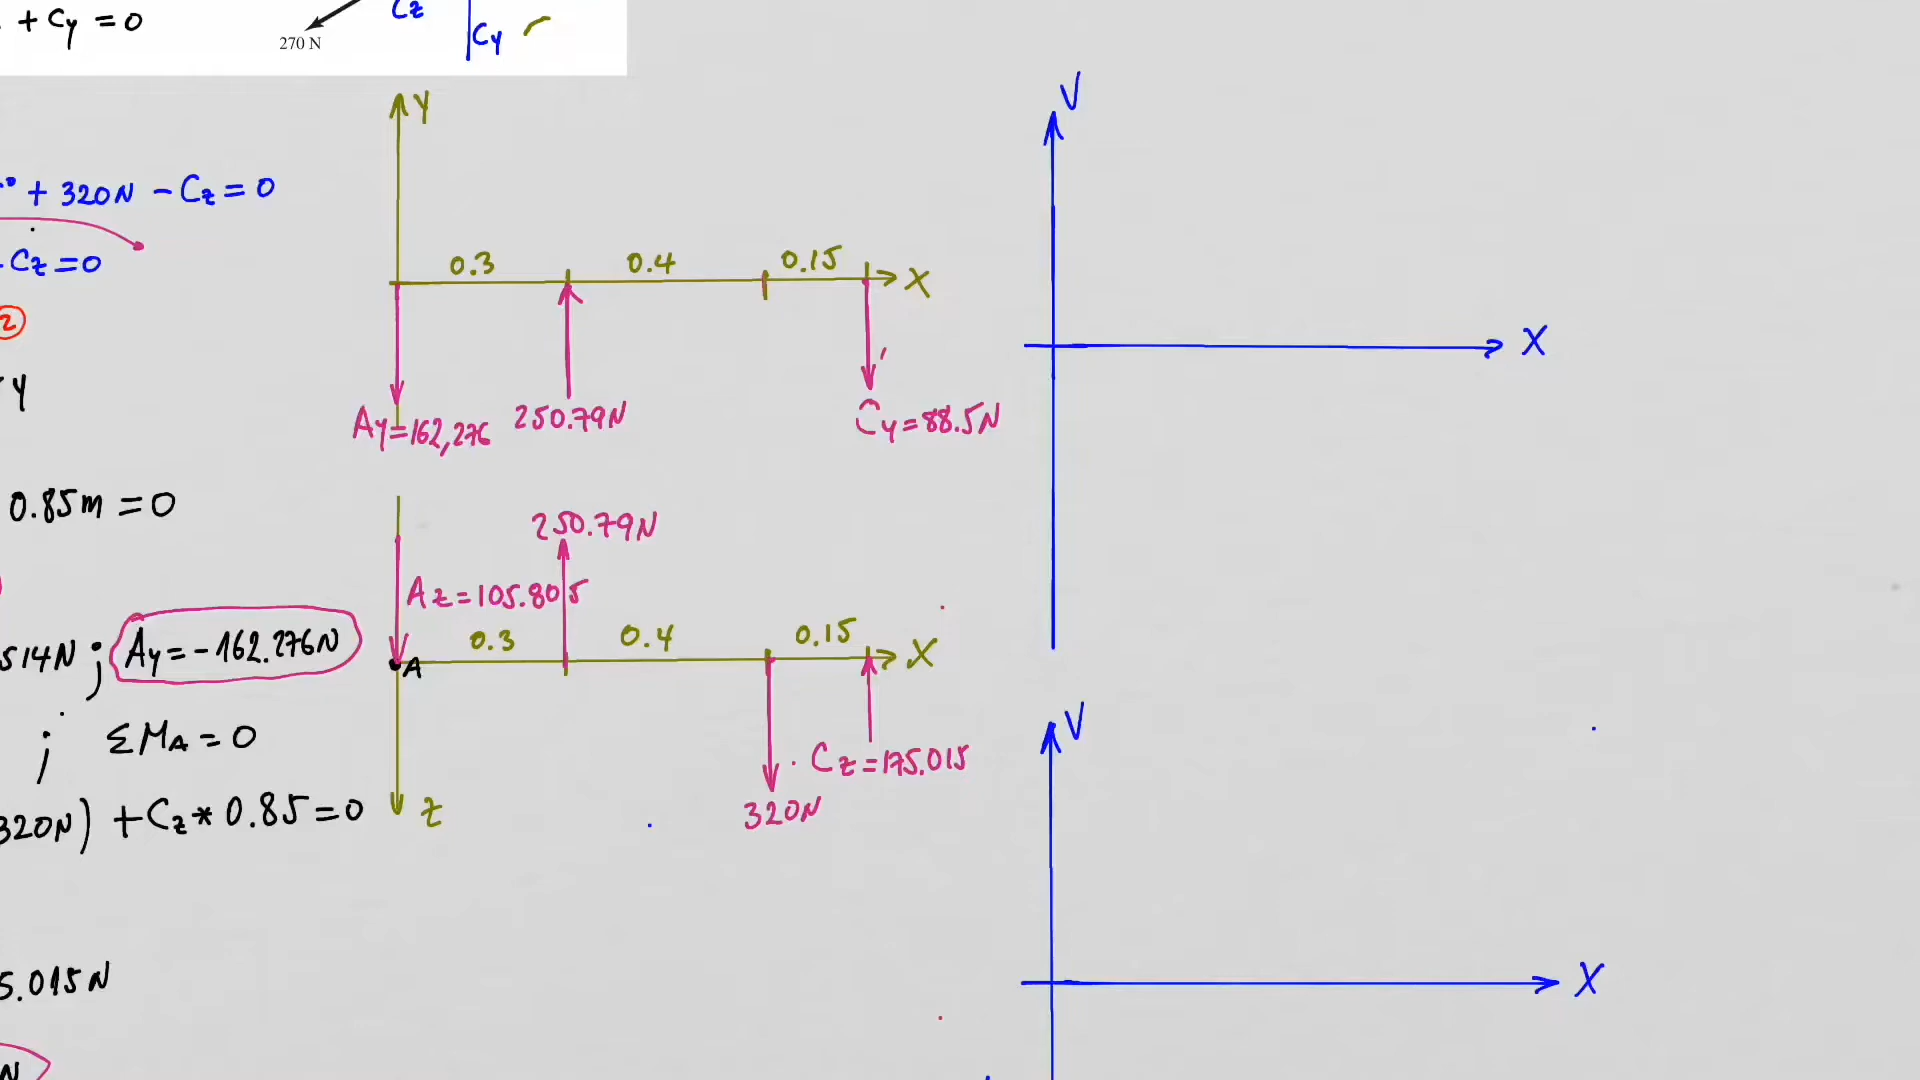 + Cy = 0
270 N
Cz
Cy
Y
+ 320N - Cz = 0
Cz = 0
2
Y
0.3 0.4 0.15 X
Ay=162,276 250.79N Cy=88.5N
0.85m = 0
250.79N
Az=105.805
514N ; Ay=-162.276N
A 0.3 0.4 0.15 X
; ΣMA = 0
320N) + Cz * 0.85 = 0
Z
320N
Cz=175.015
5.015N
N
V
X
V
X